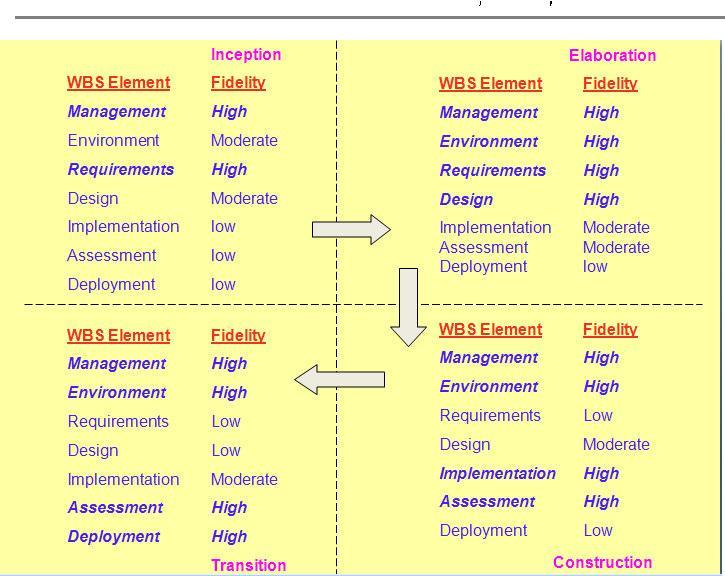 Inception
WBS Element Fidelity
Management High
Environment Moderate
Requirements High
Design Moderate
Implementation low
Assessment low
Deployment low
Elaboration
WBS Element Fidelity
Management High
Environment High
Requirements High
Design High
Implementation Moderate
Assessment Moderate
Deployment low
WBS Element Fidelity
Management High
Environment High
Requirements Low
Design Low
Implementation Moderate
Assessment High
Deployment High
Transition
WBS Element Fidelity
Management High
Environment High
Requirements Low
Design Moderate
Implementation High
Assessment High
Deployment Low
Construction